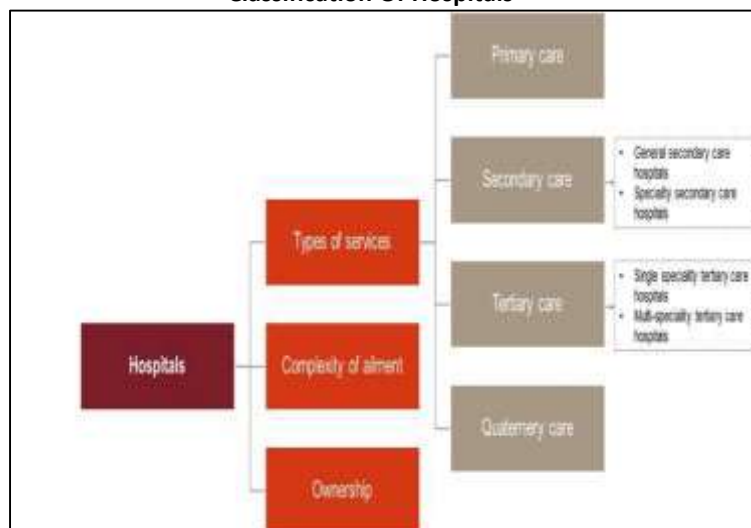 Classification Of Hospitals
Primary care
Secondary care
• General secondary care
hospitals
• Specialty secondary care
hospitals
Types of services
Tertiary care
• Single specialty tertiary care
hospitals
• Multi-specialty tertiary care
hospitals
Hospitals
Complexity of ailment
Quaternery care
Ownership